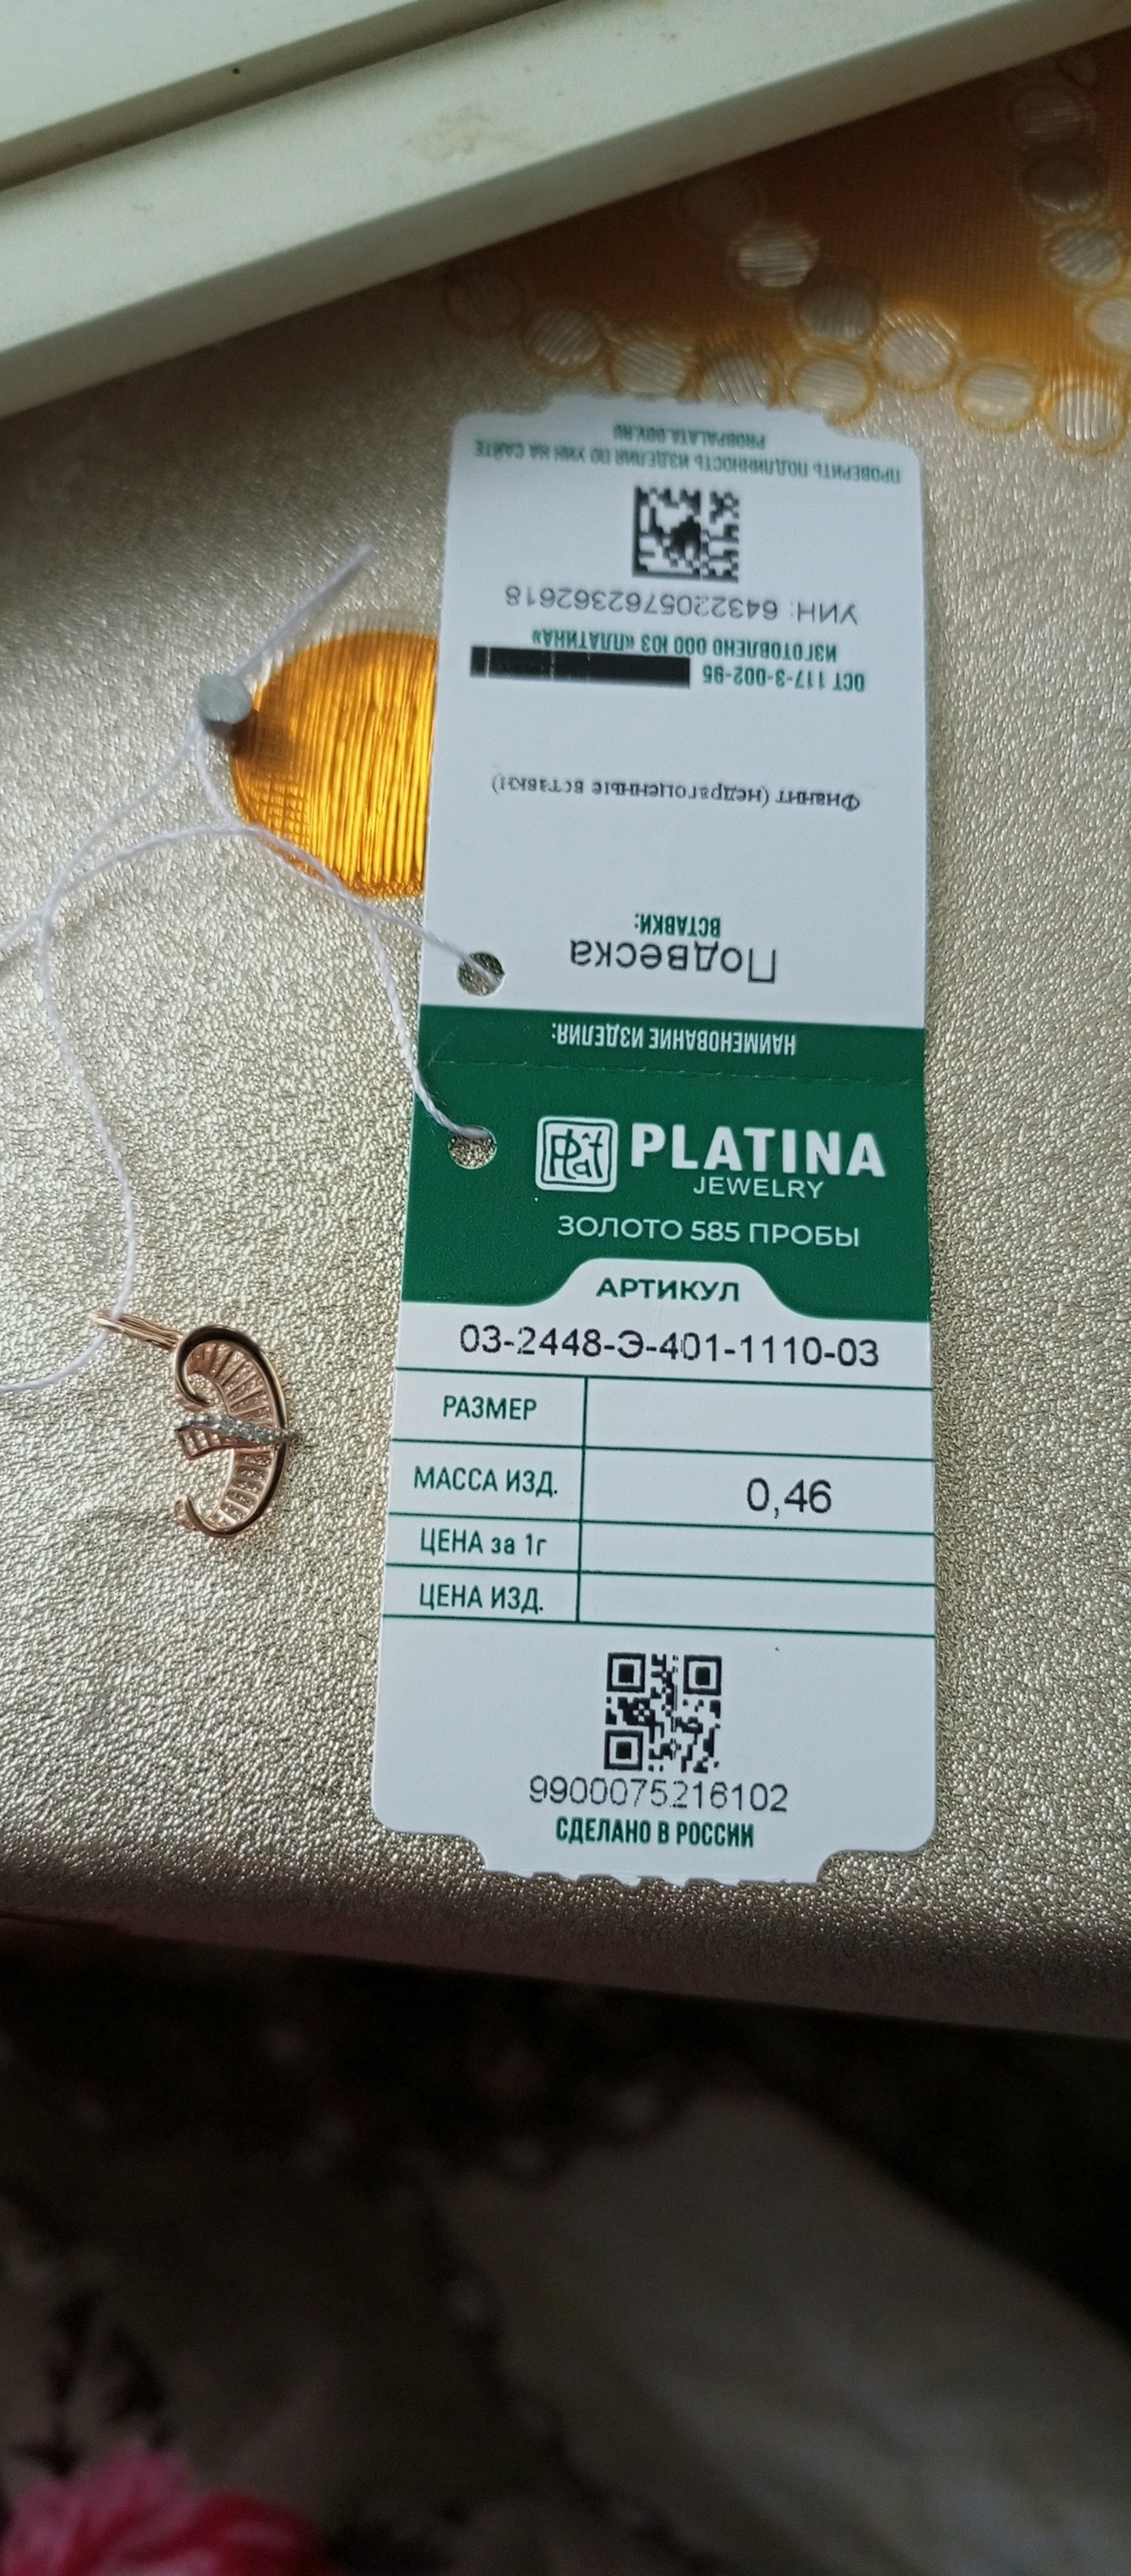 PLATINA
JEWELRY
ЗОЛОТО 585 ПРОБЫ
АРТИКУЛ
03-2448-Э-401-1110-03
РАЗМЕР
МАССА ИЗД. 0,46
ЦЕНА за 1г
ЦЕНА ИЗД.
9900075216102
СДЕЛАНО В РОССИИ
НАИМЕНОВАНИЕ ИЗДЕЛИЯ:
Подвеска
ВСТАВКИ:
Фианит (недрагоценные вставки)
ОСТ 117-3-002-95
ИЗГОТОВЛЕНО ООО ЮЗ «ПЛАТИНА»
УИН: 6432205762362618
ПРОВЕРИТЬ ПОДЛИННОСТЬ ИЗДЕЛИЯ ПО УИН НА САЙТЕ
PROBPALATA.GOV.RU